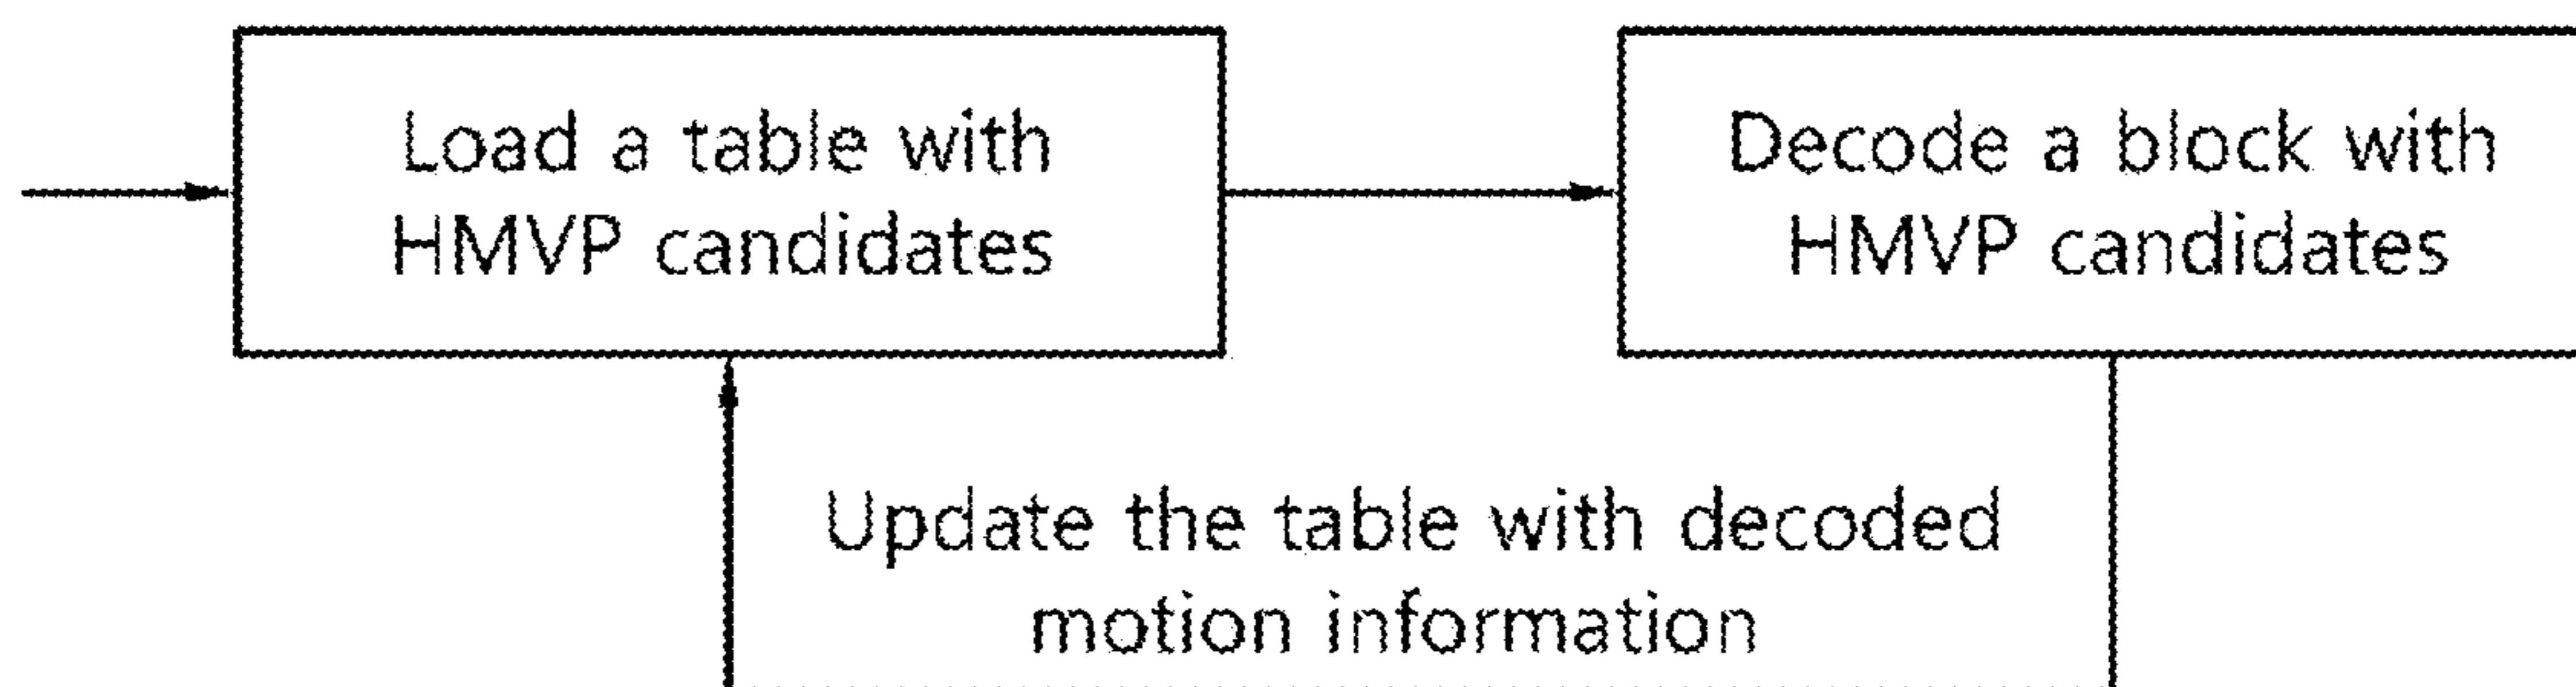 Load a table with
HMVP candidates
Decode a block with
HMVP candidates
Update the table with decoded
motion information